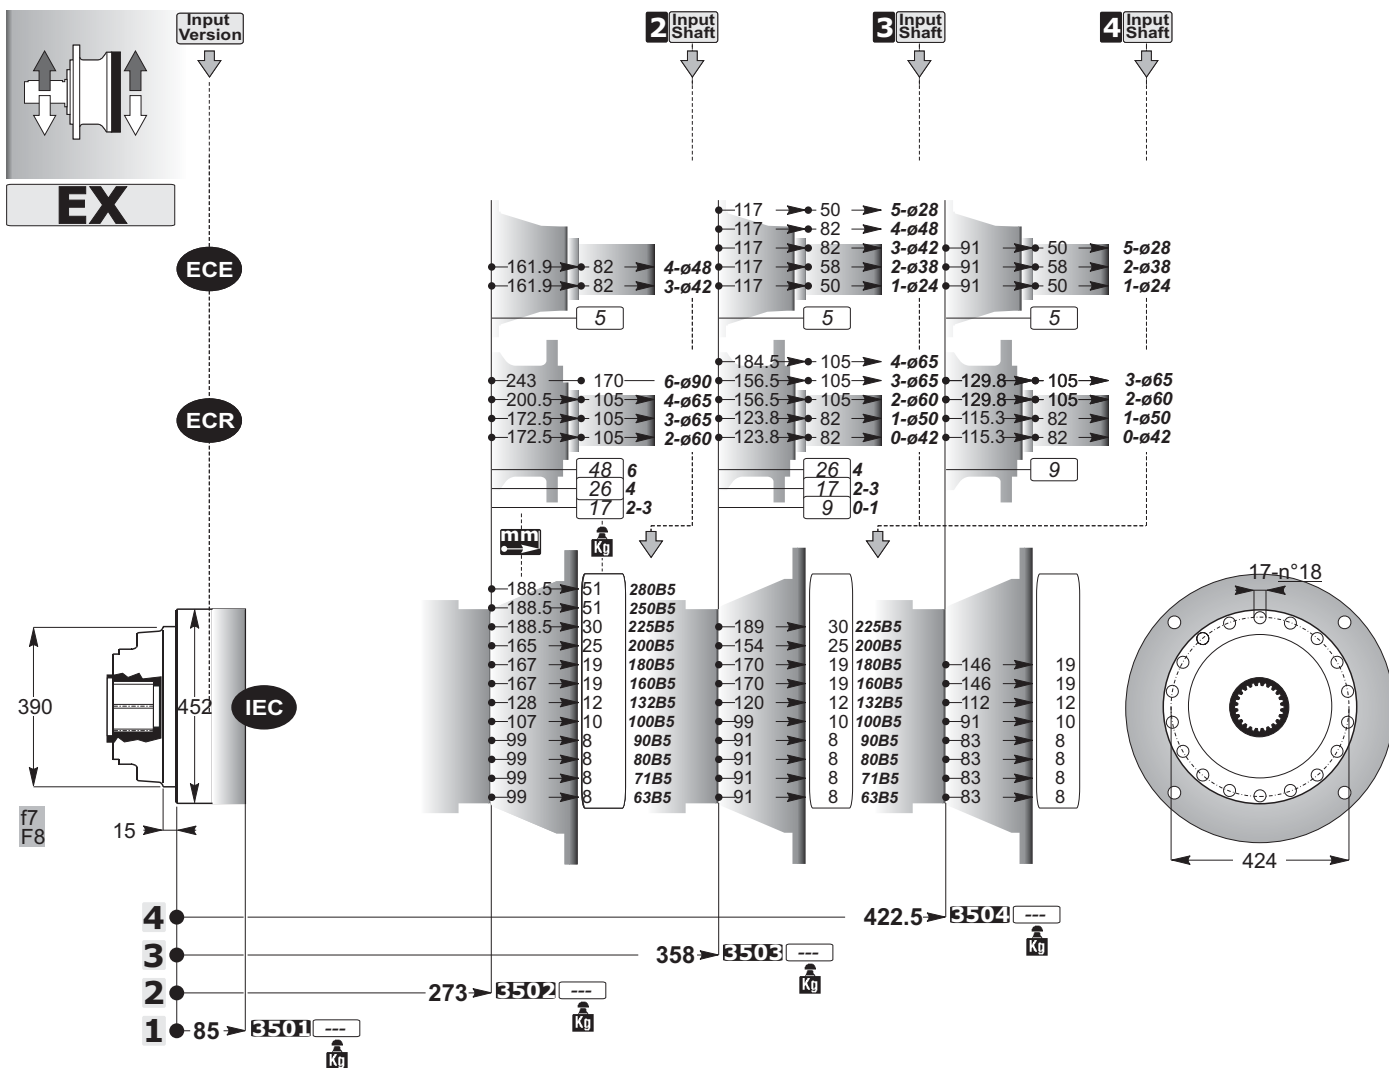 Input Version
2 Input Shaft
3 Input Shaft
4 Input Shaft
EX
ECE
161.9 82 4-ø48
161.9 82 3-ø42
5
117 50 5-ø28
117 82 4-ø48
117 82 3-ø42
117 58 2-ø38
117 50 1-ø24
5
91 50 5-ø28
91 58 2-ø38
91 50 1-ø24
5
ECR
243 170 6-ø90
200.5 105 4-ø65
172.5 105 3-ø65
172.5 105 2-ø60
48 6
26 4
17 2-3
184.5 105 4-ø65
156.5 105 3-ø65
156.5 105 2-ø60
123.8 82 1-ø50
123.8 82 0-ø42
26 4
17 2-3
9 0-1
129.8 105 3-ø65
129.8 105 2-ø60
115.3 82 1-ø50
115.3 82 0-ø42
9
mm
Kg
IEC
188.5 51 280B5
188.5 51 250B5
188.5 30 225B5 189 30 225B5
165 25 200B5 154 25 200B5
167 19 180B5 170 19 180B5 146 19
167 19 160B5 170 19 160B5 146 19
128 12 132B5 120 12 132B5 112 12
107 10 100B5 99 10 100B5 91 10
99 8 90B5 91 8 90B5 83 8
99 8 80B5 91 8 80B5 83 8
99 8 71B5 91 8 71B5 83 8
99 8 63B5 91 8 63B5 83 8
390
452
f7
F8
15
17-n°18
424
4 422.5 3504 ---
Kg
3 358 3503 ---
Kg
2 273 3502 ---
Kg
1 85 3501 ---
Kg